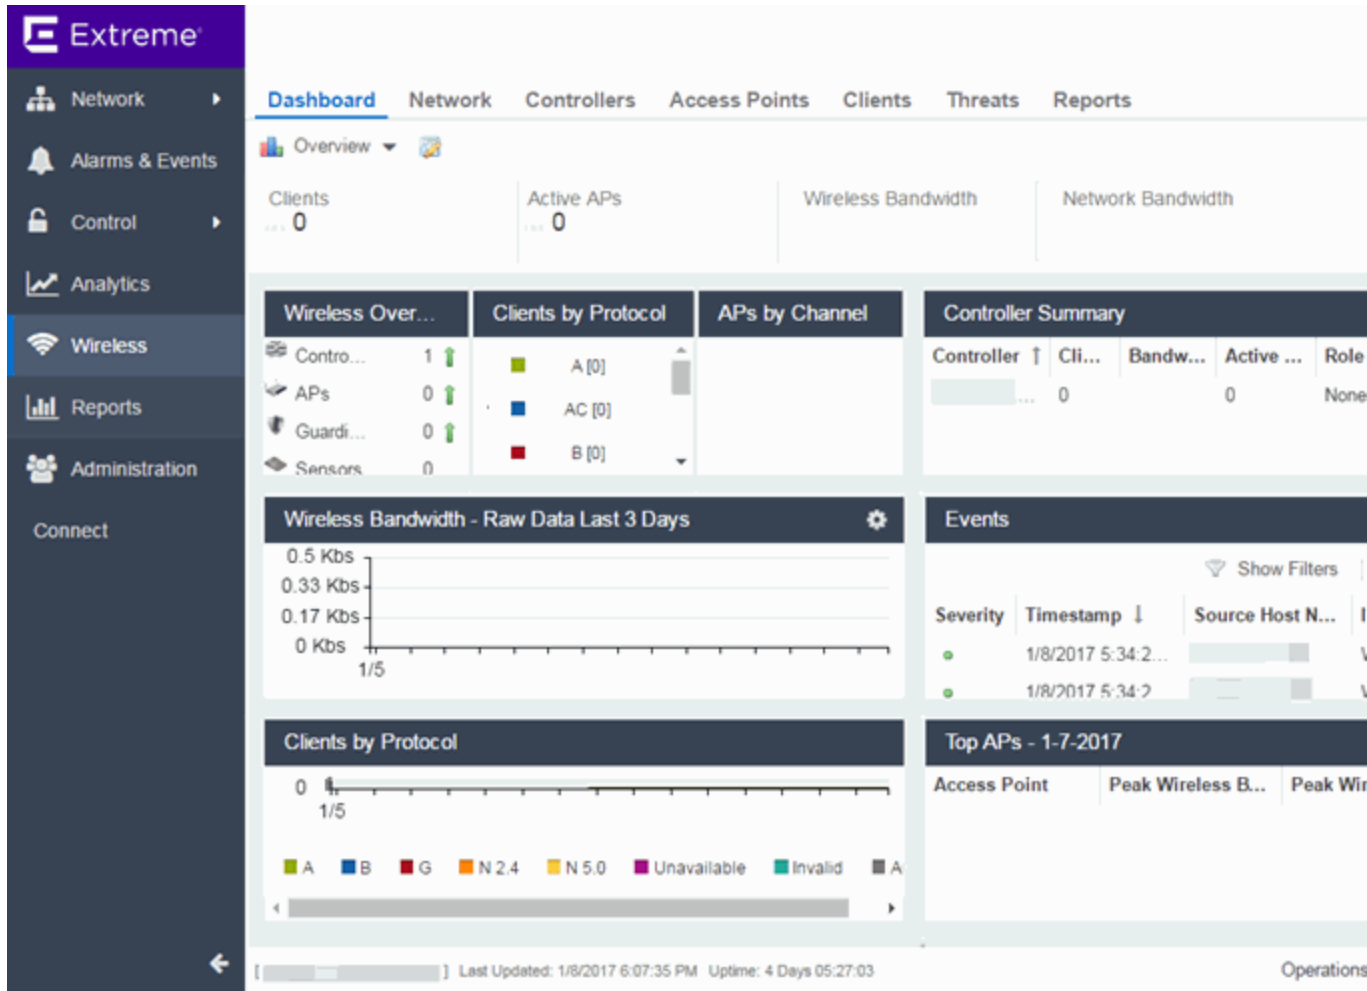 Extreme
Network
Alarms & Events
Control
Analytics
Wireless
Reports
Administration
Connect
Dashboard Network Controllers Access Points Clients Threats Reports
Overview
Clients
0
Active APs
0
Wireless Bandwidth
Network Bandwidth
Wireless Over...
Contro... 1
APs 0
Guardi... 0
Sensors 0
Clients by Protocol
A [0]
AC [0]
B [0]
APs by Channel
Controller Summary
Controller Cli... Bandw... Active ... Role
... 0 0 None
Wireless Bandwidth - Raw Data Last 3 Days
0.5 Kbs
0.33 Kbs
0.17 Kbs
0 Kbs
1/5
Events
Show Filters
Severity Timestamp Source Host N...
1/8/2017 5:34:2...
1/8/2017 5:34:2
Clients by Protocol
0
1/5
A B G N 2.4 N 5.0 Unavailable Invalid A
Top APs - 1-7-2017
Access Point Peak Wireless B... Peak Wir
[ ] Last Updated: 1/8/2017 6:07:35 PM Uptime: 4 Days 05:27:03
Operations